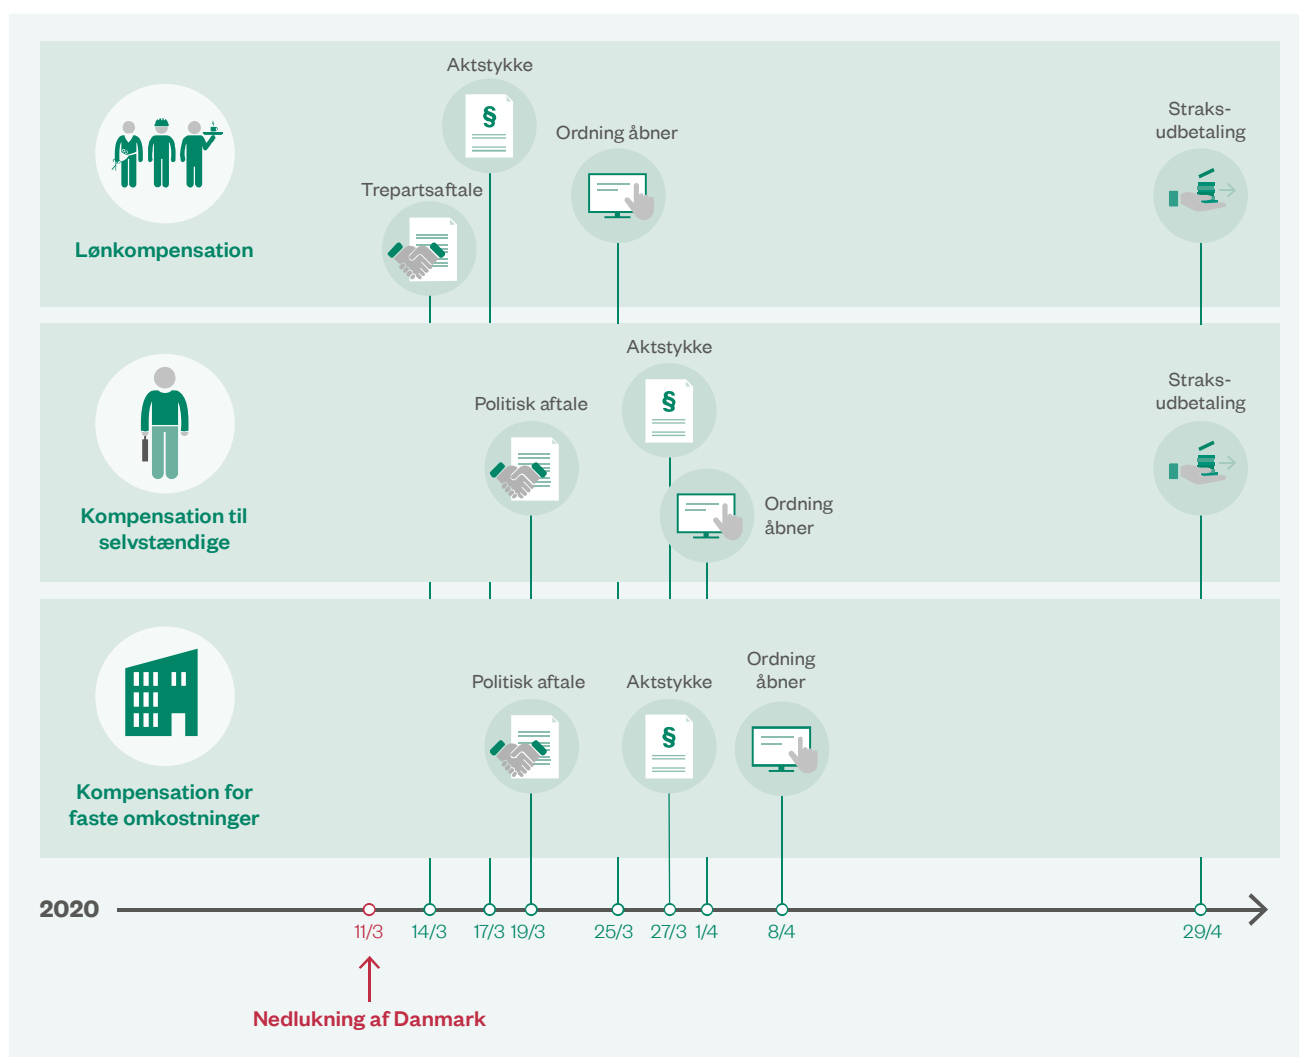 Aktstykke
Ordning åbner
Straks-
udbetaling
Trepartsaftale
§
Lønkompensation
Aktstykke
Politisk aftale
§
Straks-
udbetaling
Ordning
åbner
Kompensation til
selvstændige
Politisk aftale
Aktstykke
Ordning
åbner
§
Kompensation for
faste omkostninger
2020
11/3
14/3
17/3
19/3
25/3
27/3
1/4
8/4
29/4
Nedlukning af Danmark